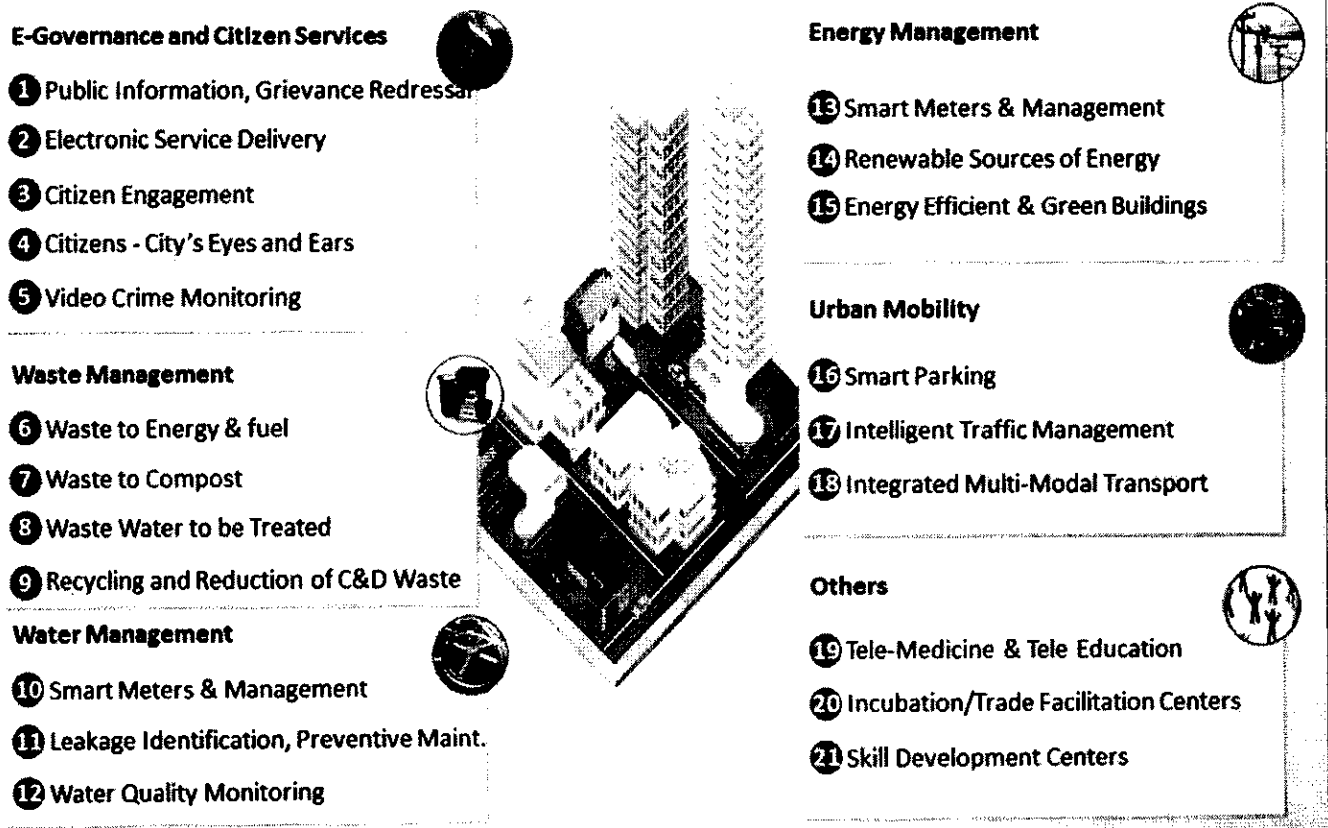 E-Governance and Citizen Services
1 Public Information, Grievance Redressal
2 Electronic Service Delivery
3 Citizen Engagement
4 Citizens - City's Eyes and Ears
5 Video Crime Monitoring
Waste Management
6 Waste to Energy & fuel
7 Waste to Compost
8 Waste Water to be Treated
9 Recycling and Reduction of C&D Waste
Water Management
10 Smart Meters & Management
11 Leakage Identification, Preventive Maint.
12 Water Quality Monitoring
Energy Management
13 Smart Meters & Management
14 Renewable Sources of Energy
15 Energy Efficient & Green Buildings
Urban Mobility
16 Smart Parking
17 Intelligent Traffic Management
18 Integrated Multi-Modal Transport
Others
19 Tele-Medicine & Tele Education
20 Incubation/Trade Facilitation Centers
21 Skill Development Centers